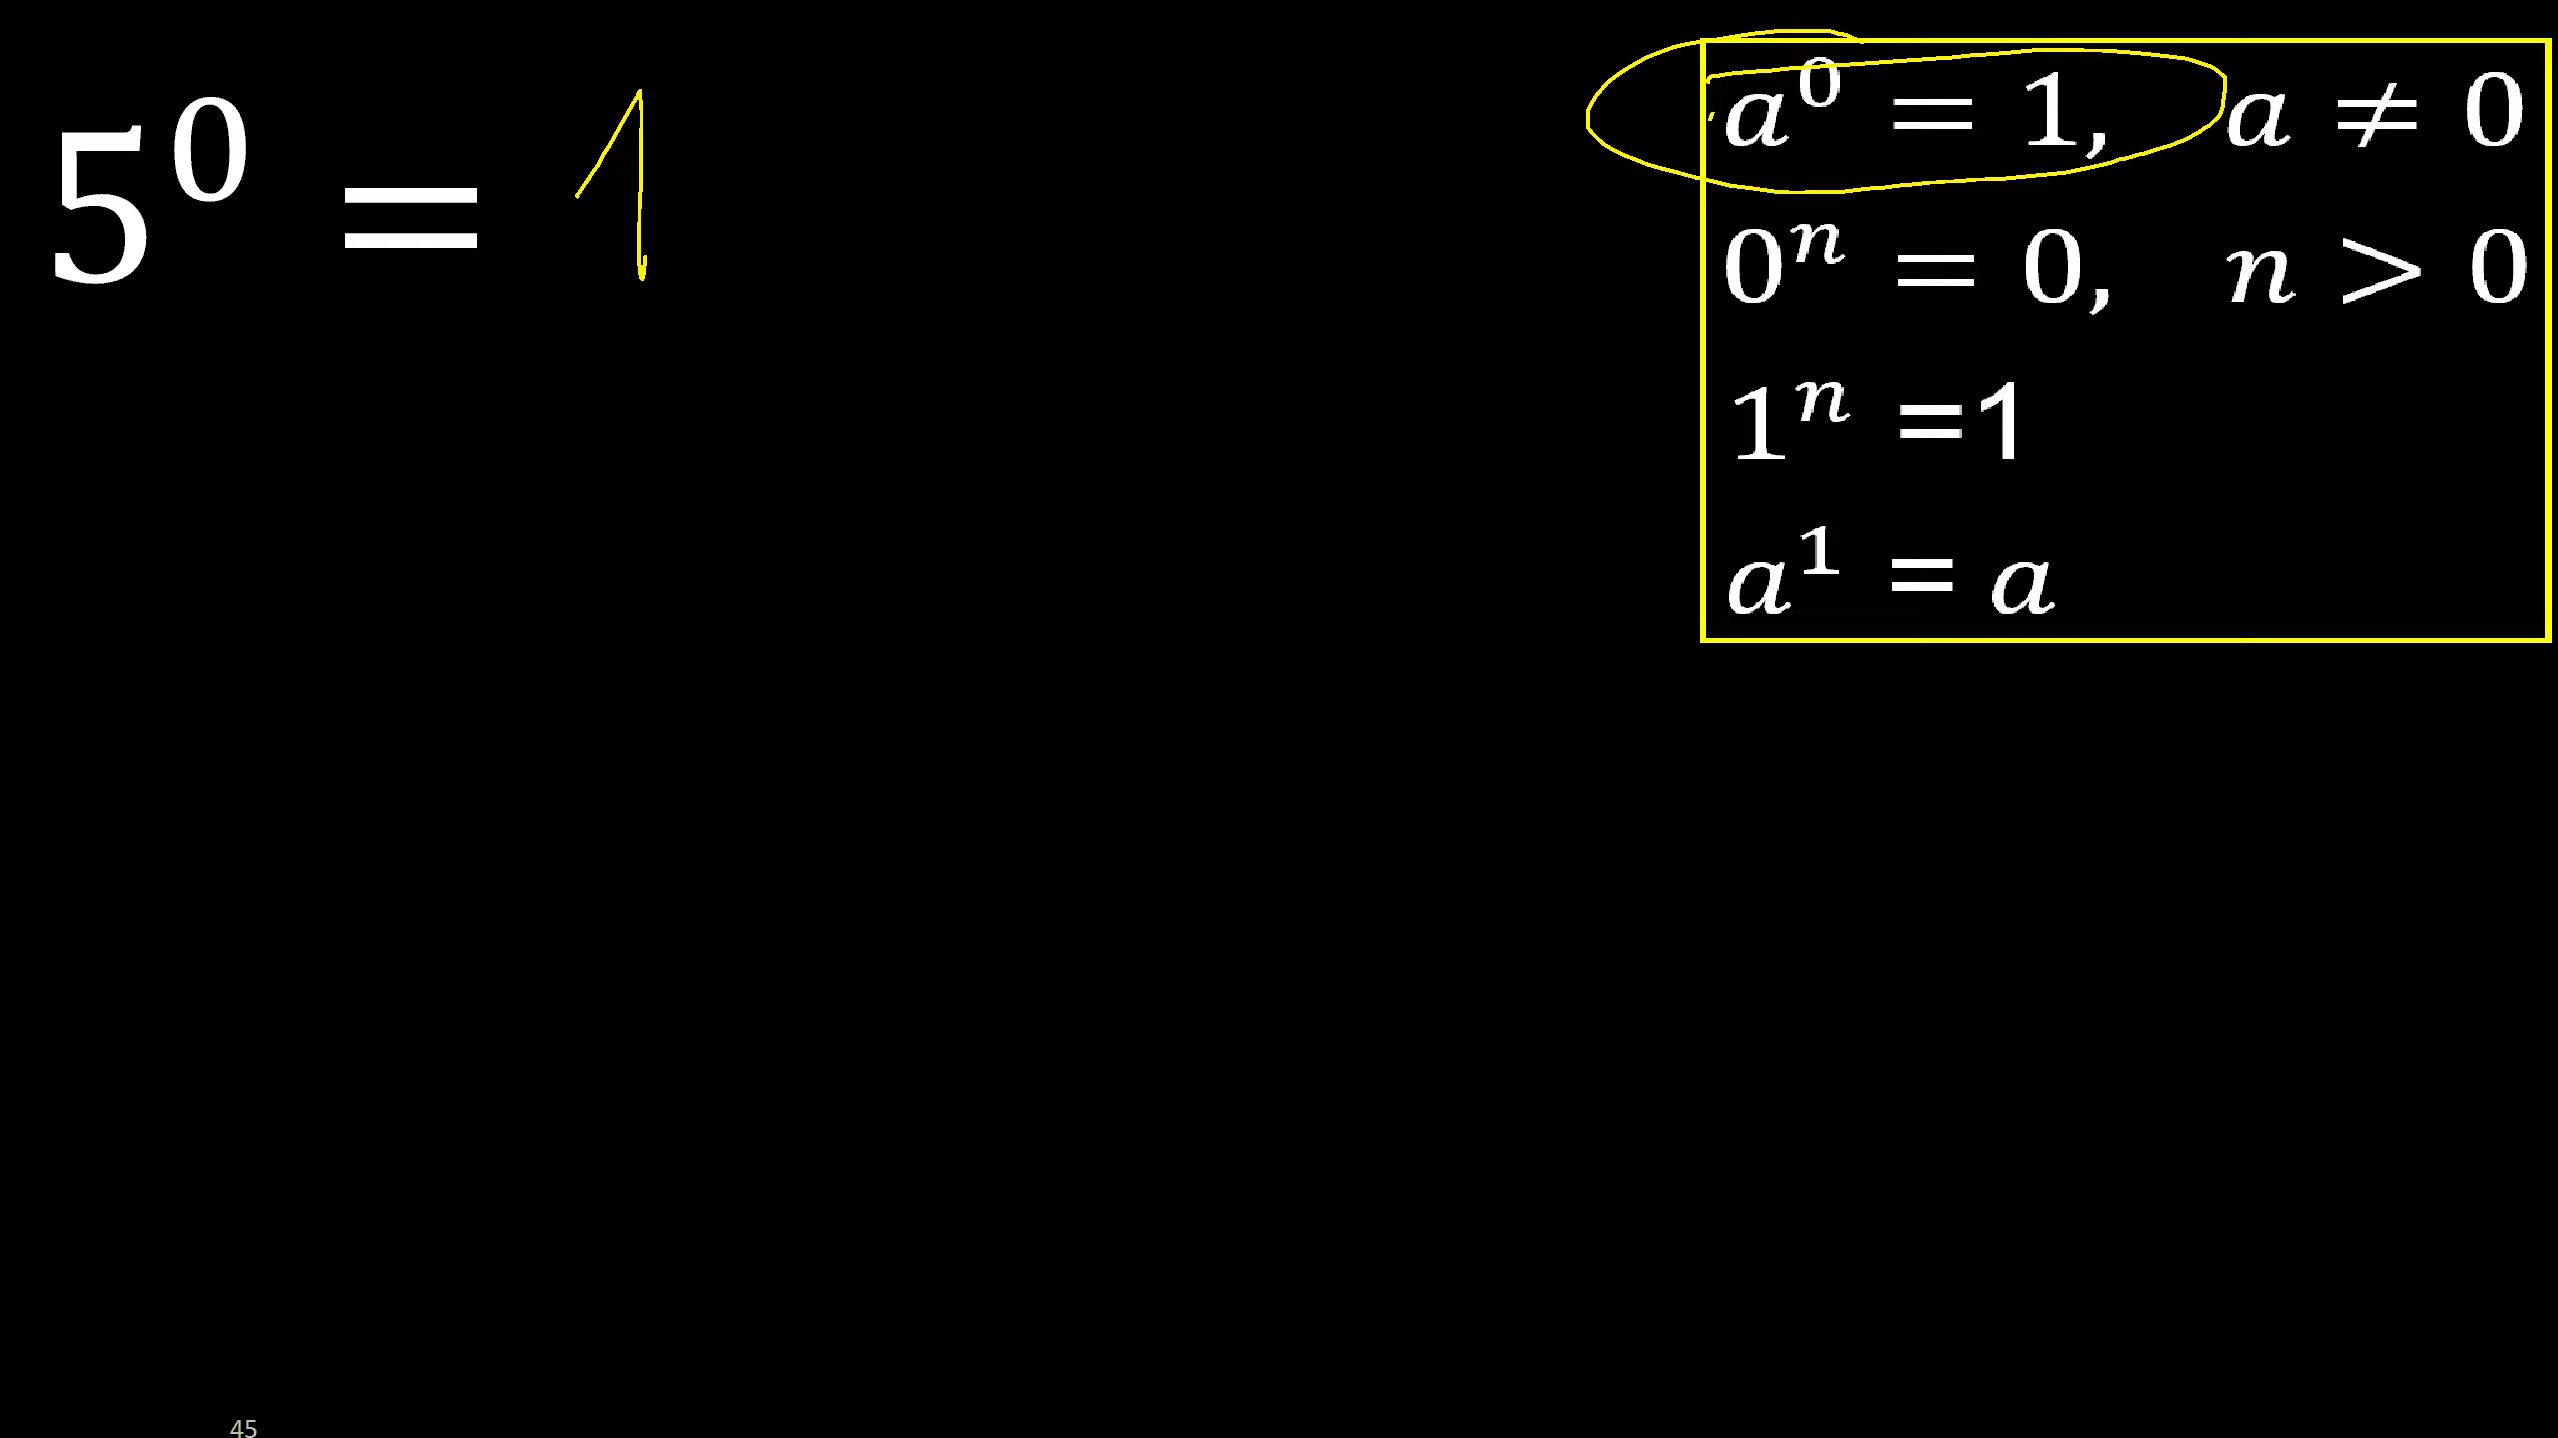 5⁰ = 1
a⁰ = 1, a ≠ 0
0ⁿ = 0, n > 0
1ⁿ =1
a¹ = a
45